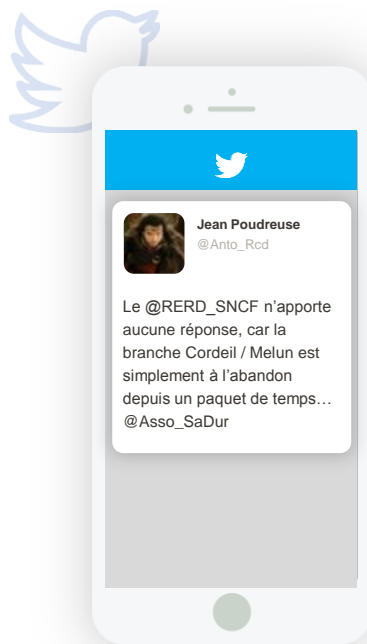 Jean Poudreuse
@Anto_Rcd
Le @RERD_SNCF n’apporte
aucune réponse, car la
branche Cordeil / Melun est
simplement à l’abandon
depuis un paquet de temps…
@Asso_SaDur